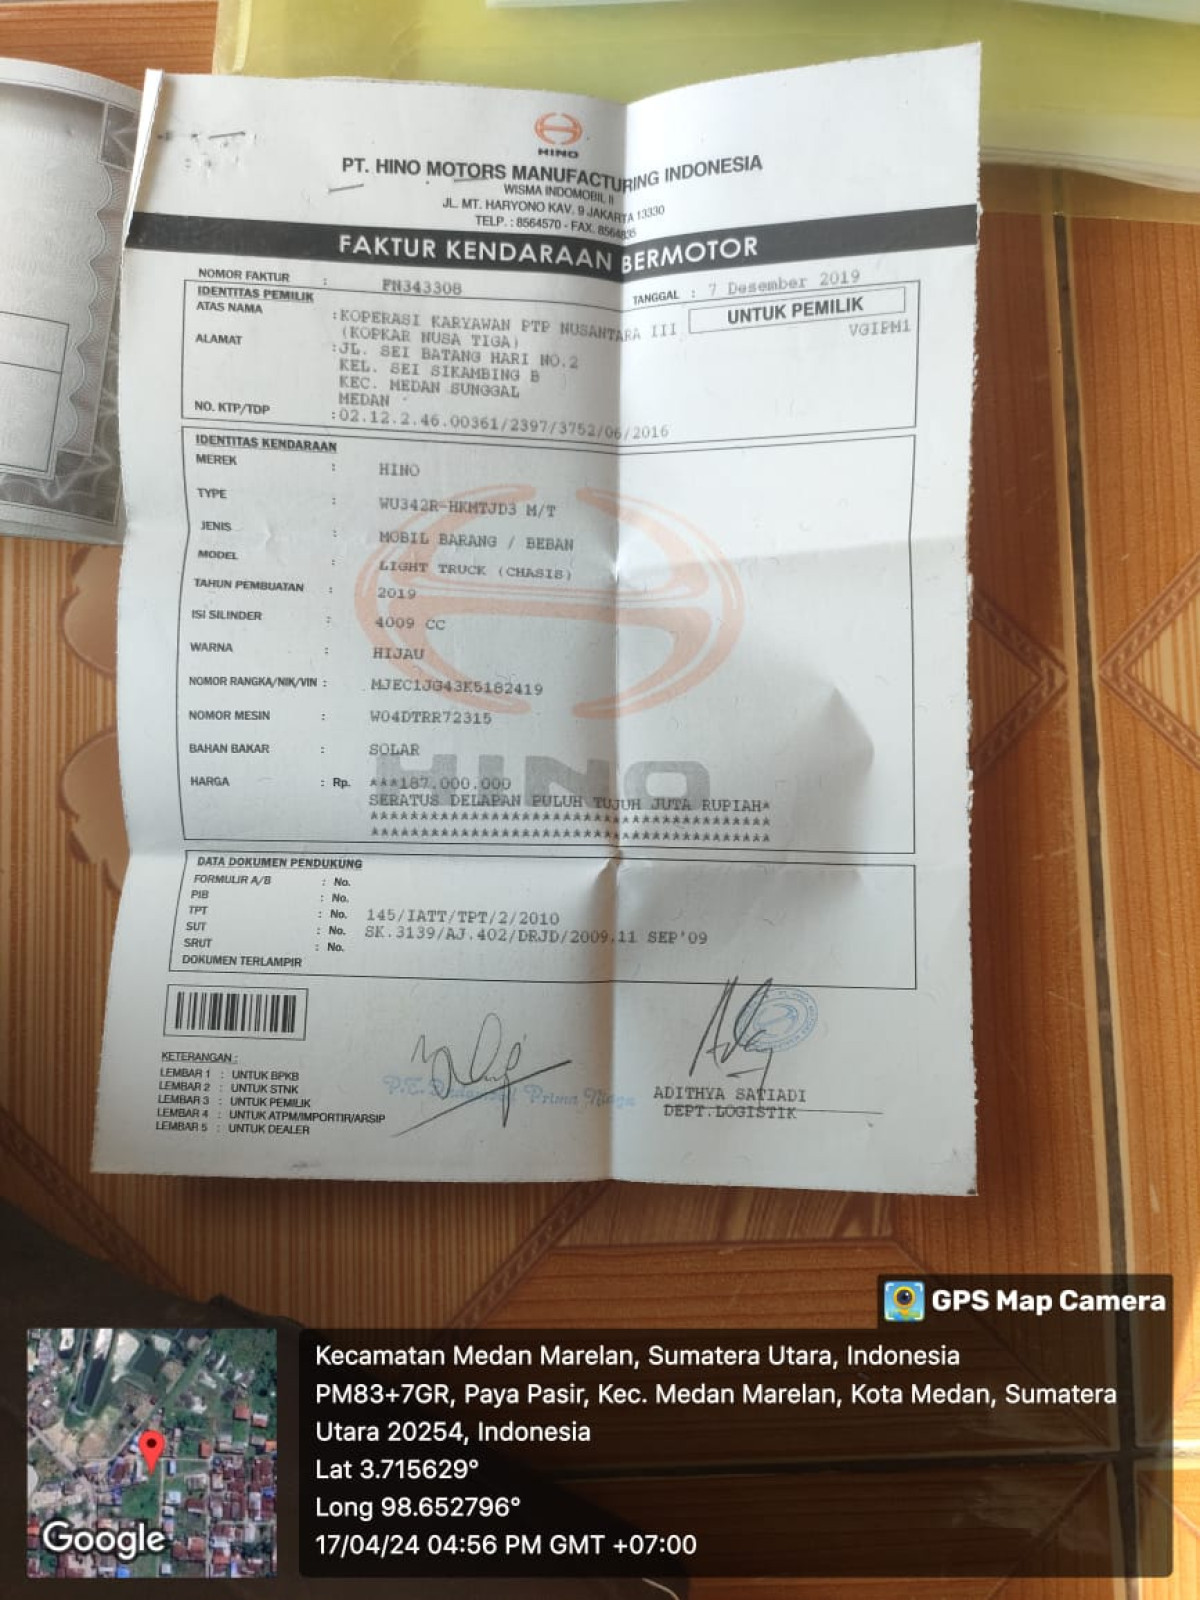 HINO
PT. HINO MOTORS MANUFACTURING INDONESIA
WISMA INDOMOBIL II
JL. MT. HARYONO KAV. 9 JAKARTA 13330
TELP. : 8564570 - FAX. 8564835
FAKTUR KENDARAAN BERMOTOR
NOMOR FAKTUR : FN343308
TANGGAL : 7 Desember 2019
IDENTITAS PEMILIK
UNTUK PEMILIK
VGIPM1
ATAS NAMA :KOPERASI KARYAWAN PTP NUSANTARA III
(KOPKAR NUSA TIGA)
ALAMAT :JL. SEI BATANG HARI NO.2
KEL. SEI SIKAMBING B
KEC. MEDAN SUNGGAL
MEDAN
NO. KTP/TDP :02.12.2.46.00361/2397/3752/06/2016
IDENTITAS KENDARAAN
MEREK : HINO
TYPE : WU342R-HKMTJD3 M/T
JENIS : MOBIL BARANG / BEBAN
MODEL : LIGHT TRUCK (CHASIS)
TAHUN PEMBUATAN : 2019
ISI SILINDER : 4009 CC
WARNA : HIJAU
NOMOR RANGKA/NIK/VIN : MJEC1JG43K5182419
NOMOR MESIN : W04DTRR72315
BAHAN BAKAR : SOLAR
HARGA : Rp. ***187.000.000
SERATUS DELAPAN PULUH TUJUH JUTA RUPIAH*
****************************************
****************************************
HINO
DATA DOKUMEN PENDUKUNG
FORMULIR A/B : No.
PIB : No.
TPT : No. 145/IATT/TPT/2/2010
SUT : No. SK.3139/AJ.402/DRJD/2009,11 SEP'09
SRUT : No.
DOKUMEN TERLAMPIR
KETERANGAN :
LEMBAR 1 : UNTUK BPKB
LEMBAR 2 : UNTUK STNK
LEMBAR 3 : UNTUK PEMILIK
LEMBAR 4 : UNTUK ATPM/IMPORTIR/ARSIP
LEMBAR 5 : UNTUK DEALER
P.T. Prima
ADITHYA SATIADI
DEPT.LOGISTIK
GPS Map Camera
Kecamatan Medan Marelan, Sumatera Utara, Indonesia
PM83+7GR, Paya Pasir, Kec. Medan Marelan, Kota Medan, Sumatera
Utara 20254, Indonesia
Lat 3.715629°
Long 98.652796°
17/04/24 04:56 PM GMT +07:00
Google